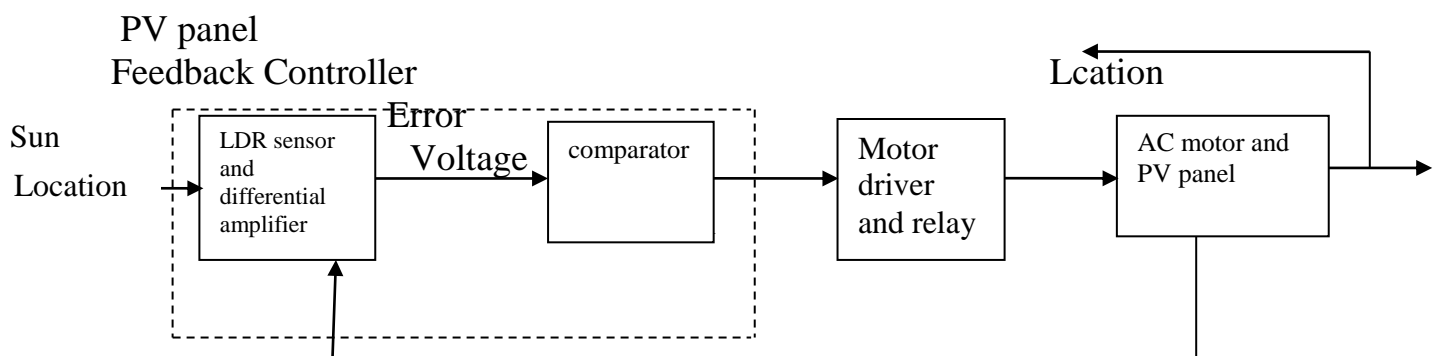 PV panel
Feedback Controller
Lcation
Error
Voltage
Sun
Location
LDR sensor
and
differential
amplifier
comparator
Motor
driver
and relay
AC motor and
PV panel